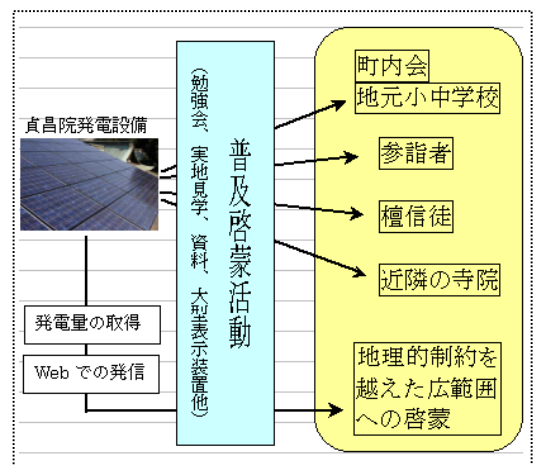 貞昌院発電設備
発電量の取得
Web での発信
普及啓蒙活動
(勉強会、実地見学、資料、大型表示装置他)
町内会
地元小中学校
参詣者
檀信徒
近隣の寺院
地理的制約を
越えた広範囲
への啓蒙